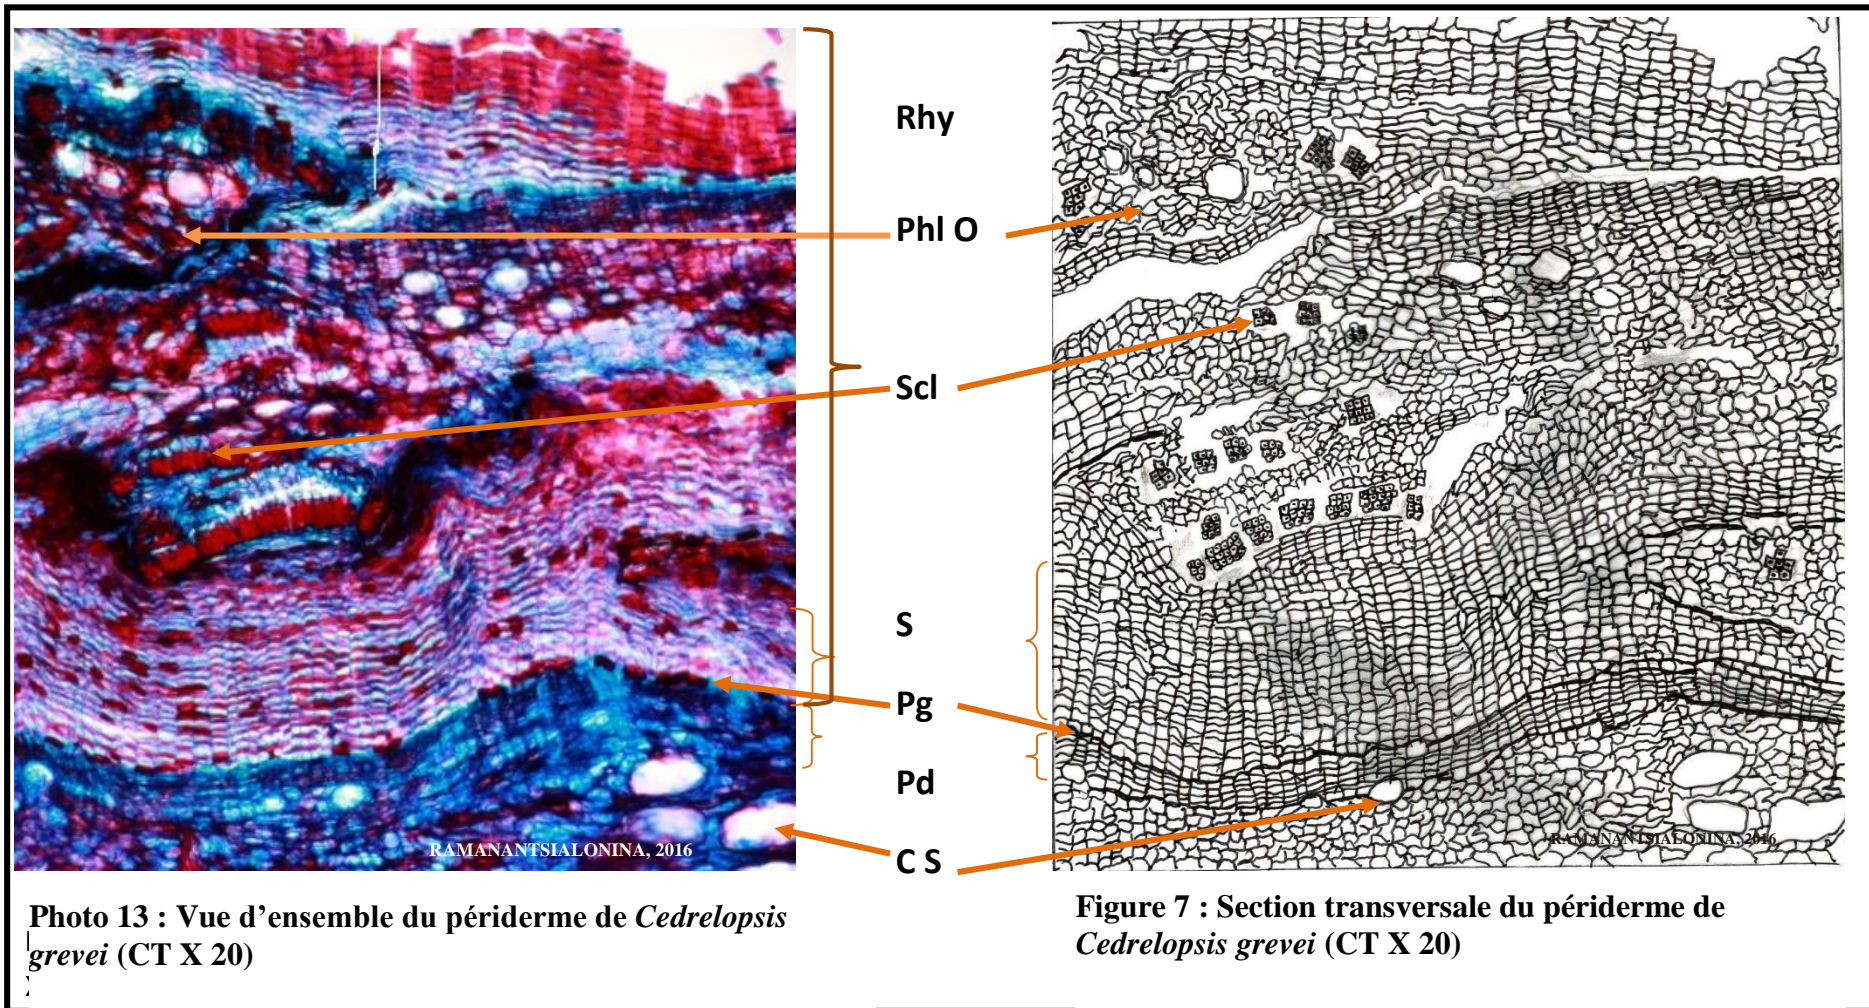 Rhy
Phl O
Scl
S
Pg
Pd
C S
RAMANANTSIALONINA, 2016
RAMANANTSIALONINA, 2016
Photo 13 : Vue d'ensemble du périderme de Cedrelopsis
grevei (CT X 20)
Figure 7 : Section transversale du périderme de
Cedrelopsis grevei (CT X 20)